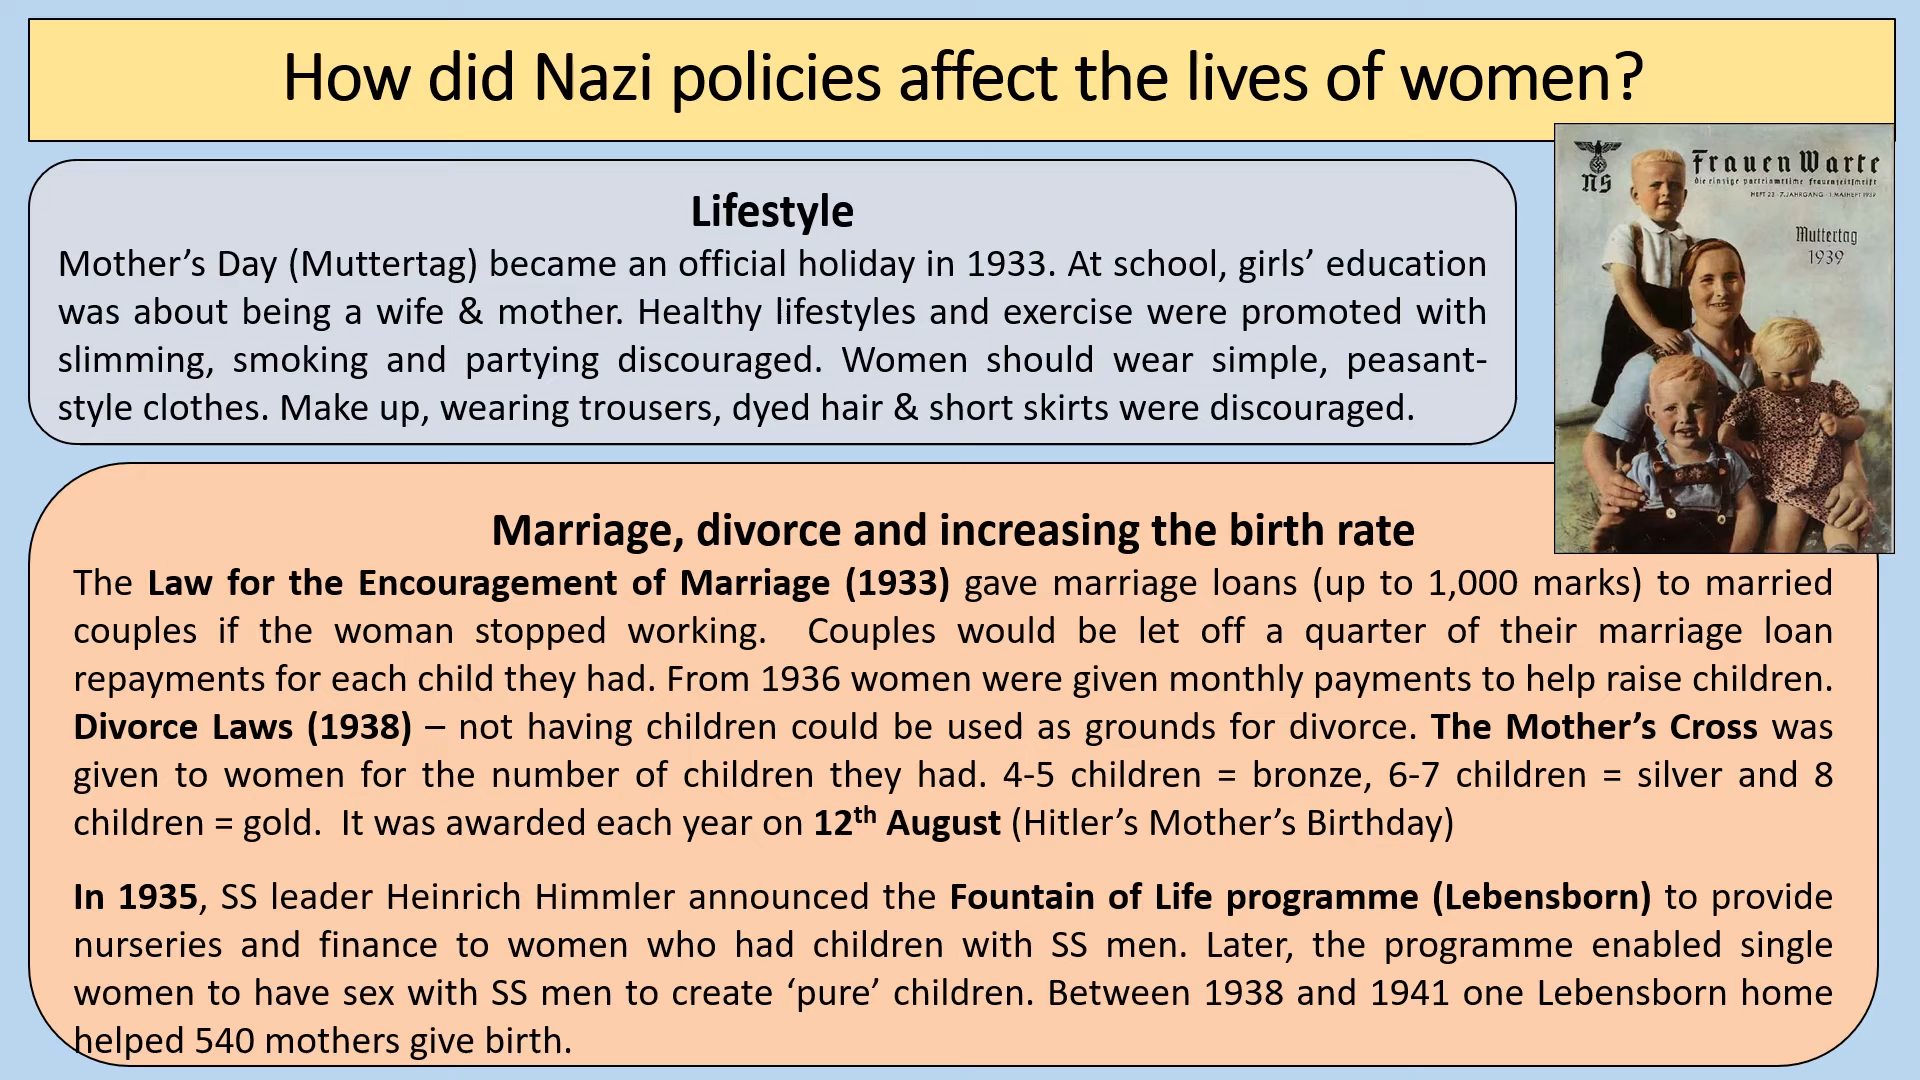 How did Nazi policies affect the lives of women?
Lifestyle
Mother’s Day (Muttertag) became an official holiday in 1933. At school, girls’ education
was about being a wife & mother. Healthy lifestyles and exercise were promoted with
slimming, smoking and partying discouraged. Women should wear simple, peasant-
style clothes. Make up, wearing trousers, dyed hair & short skirts were discouraged.
NS
Frauen Warte
die einzige parteiamtliche Frauenzeitschrift
Muttertag
1939
Marriage, divorce and increasing the birth rate
The Law for the Encouragement of Marriage (1933) gave marriage loans (up to 1,000 marks) to married
couples if the woman stopped working.  Couples would be let off a quarter of their marriage loan
repayments for each child they had. From 1936 women were given monthly payments to help raise children.
Divorce Laws (1938) – not having children could be used as grounds for divorce. The Mother’s Cross was
given to women for the number of children they had. 4-5 children = bronze, 6-7 children = silver and 8
children = gold.  It was awarded each year on 12th August (Hitler’s Mother’s Birthday)
In 1935, SS leader Heinrich Himmler announced the Fountain of Life programme (Lebensborn) to provide
nurseries and finance to women who had children with SS men. Later, the programme enabled single
women to have sex with SS men to create ‘pure’ children. Between 1938 and 1941 one Lebensborn home
helped 540 mothers give birth.